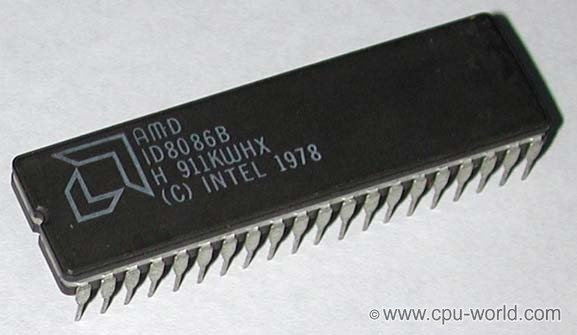 AMD
ID8086B
H 911KWHX
(C) INTEL 1978
© www.cpu-world.com